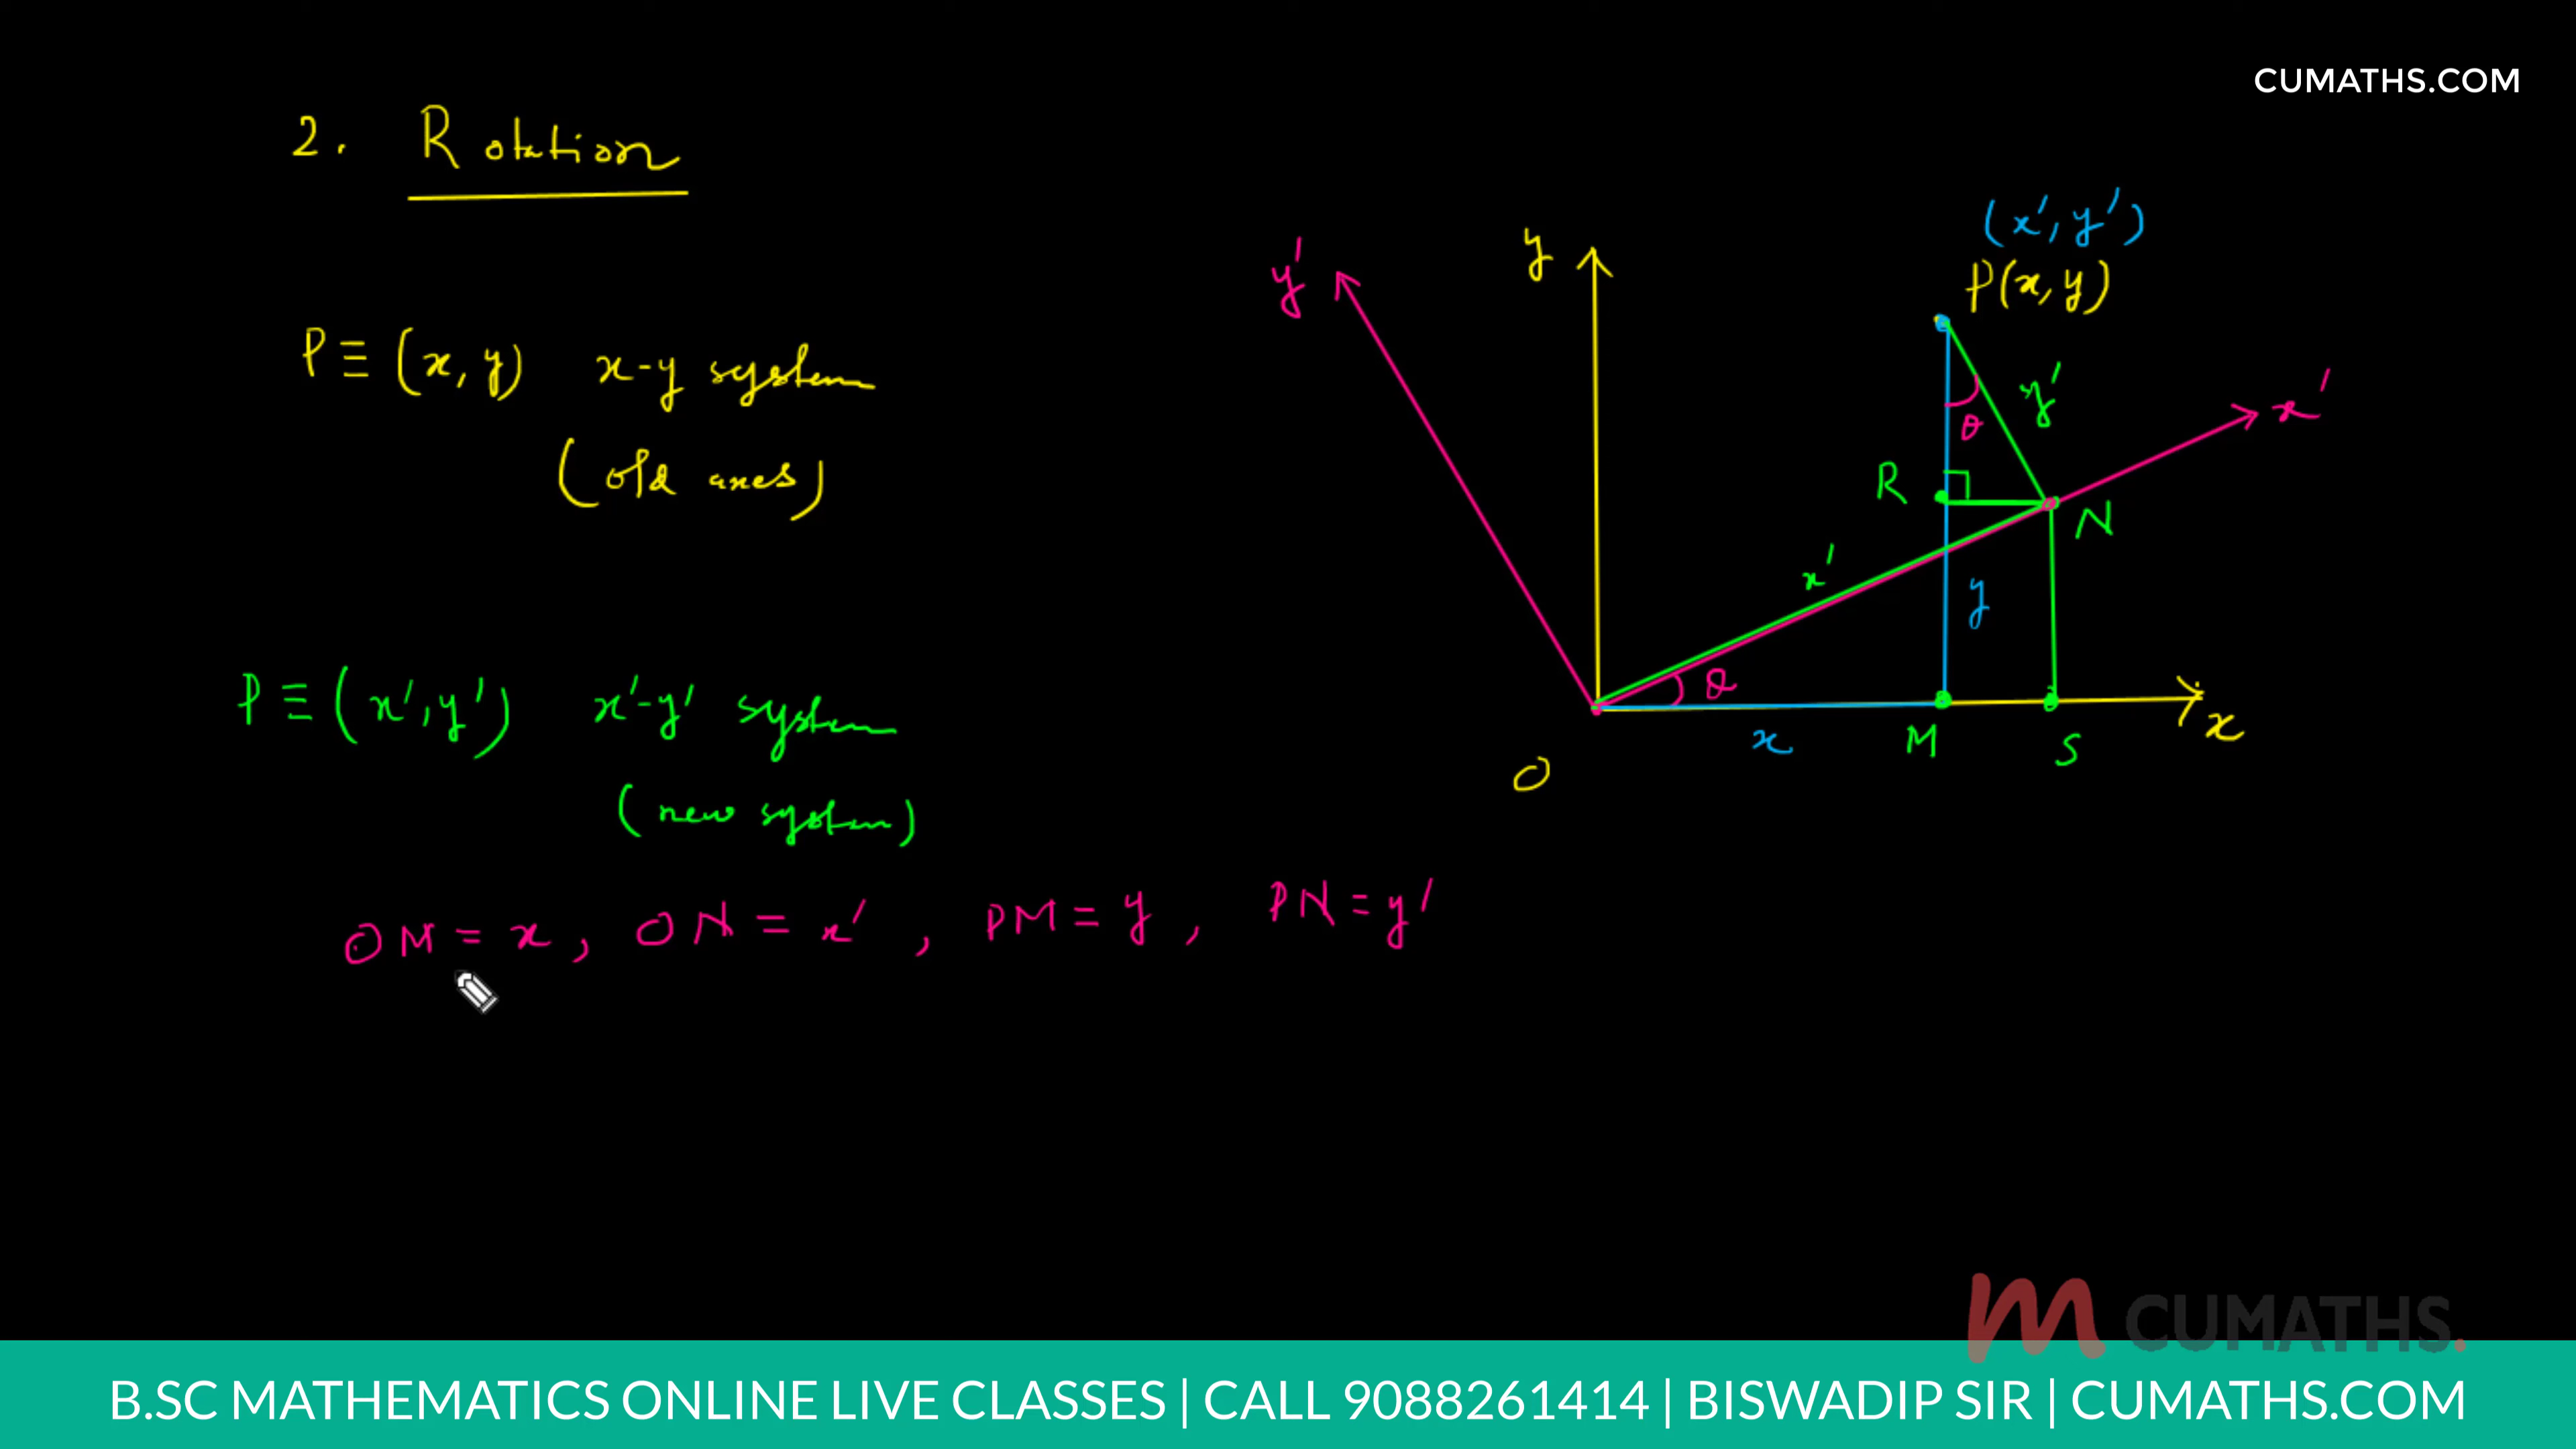 CUMATHS.COM
2. Rotation
P ≡ (x, y) x-y system
(old axes)
P ≡ (x', y') x'-y' system
(new system)
OM = x, ON = x', PM = y, PN = y'
y'
y
(x', y')
P(x, y)
θ
y'
x'
R
N
x'
y
θ
x
M
S
x
O
m CUMATHS.
B.SC MATHEMATICS ONLINE LIVE CLASSES | CALL 9088261414 | BISWADIP SIR | CUMATHS.COM